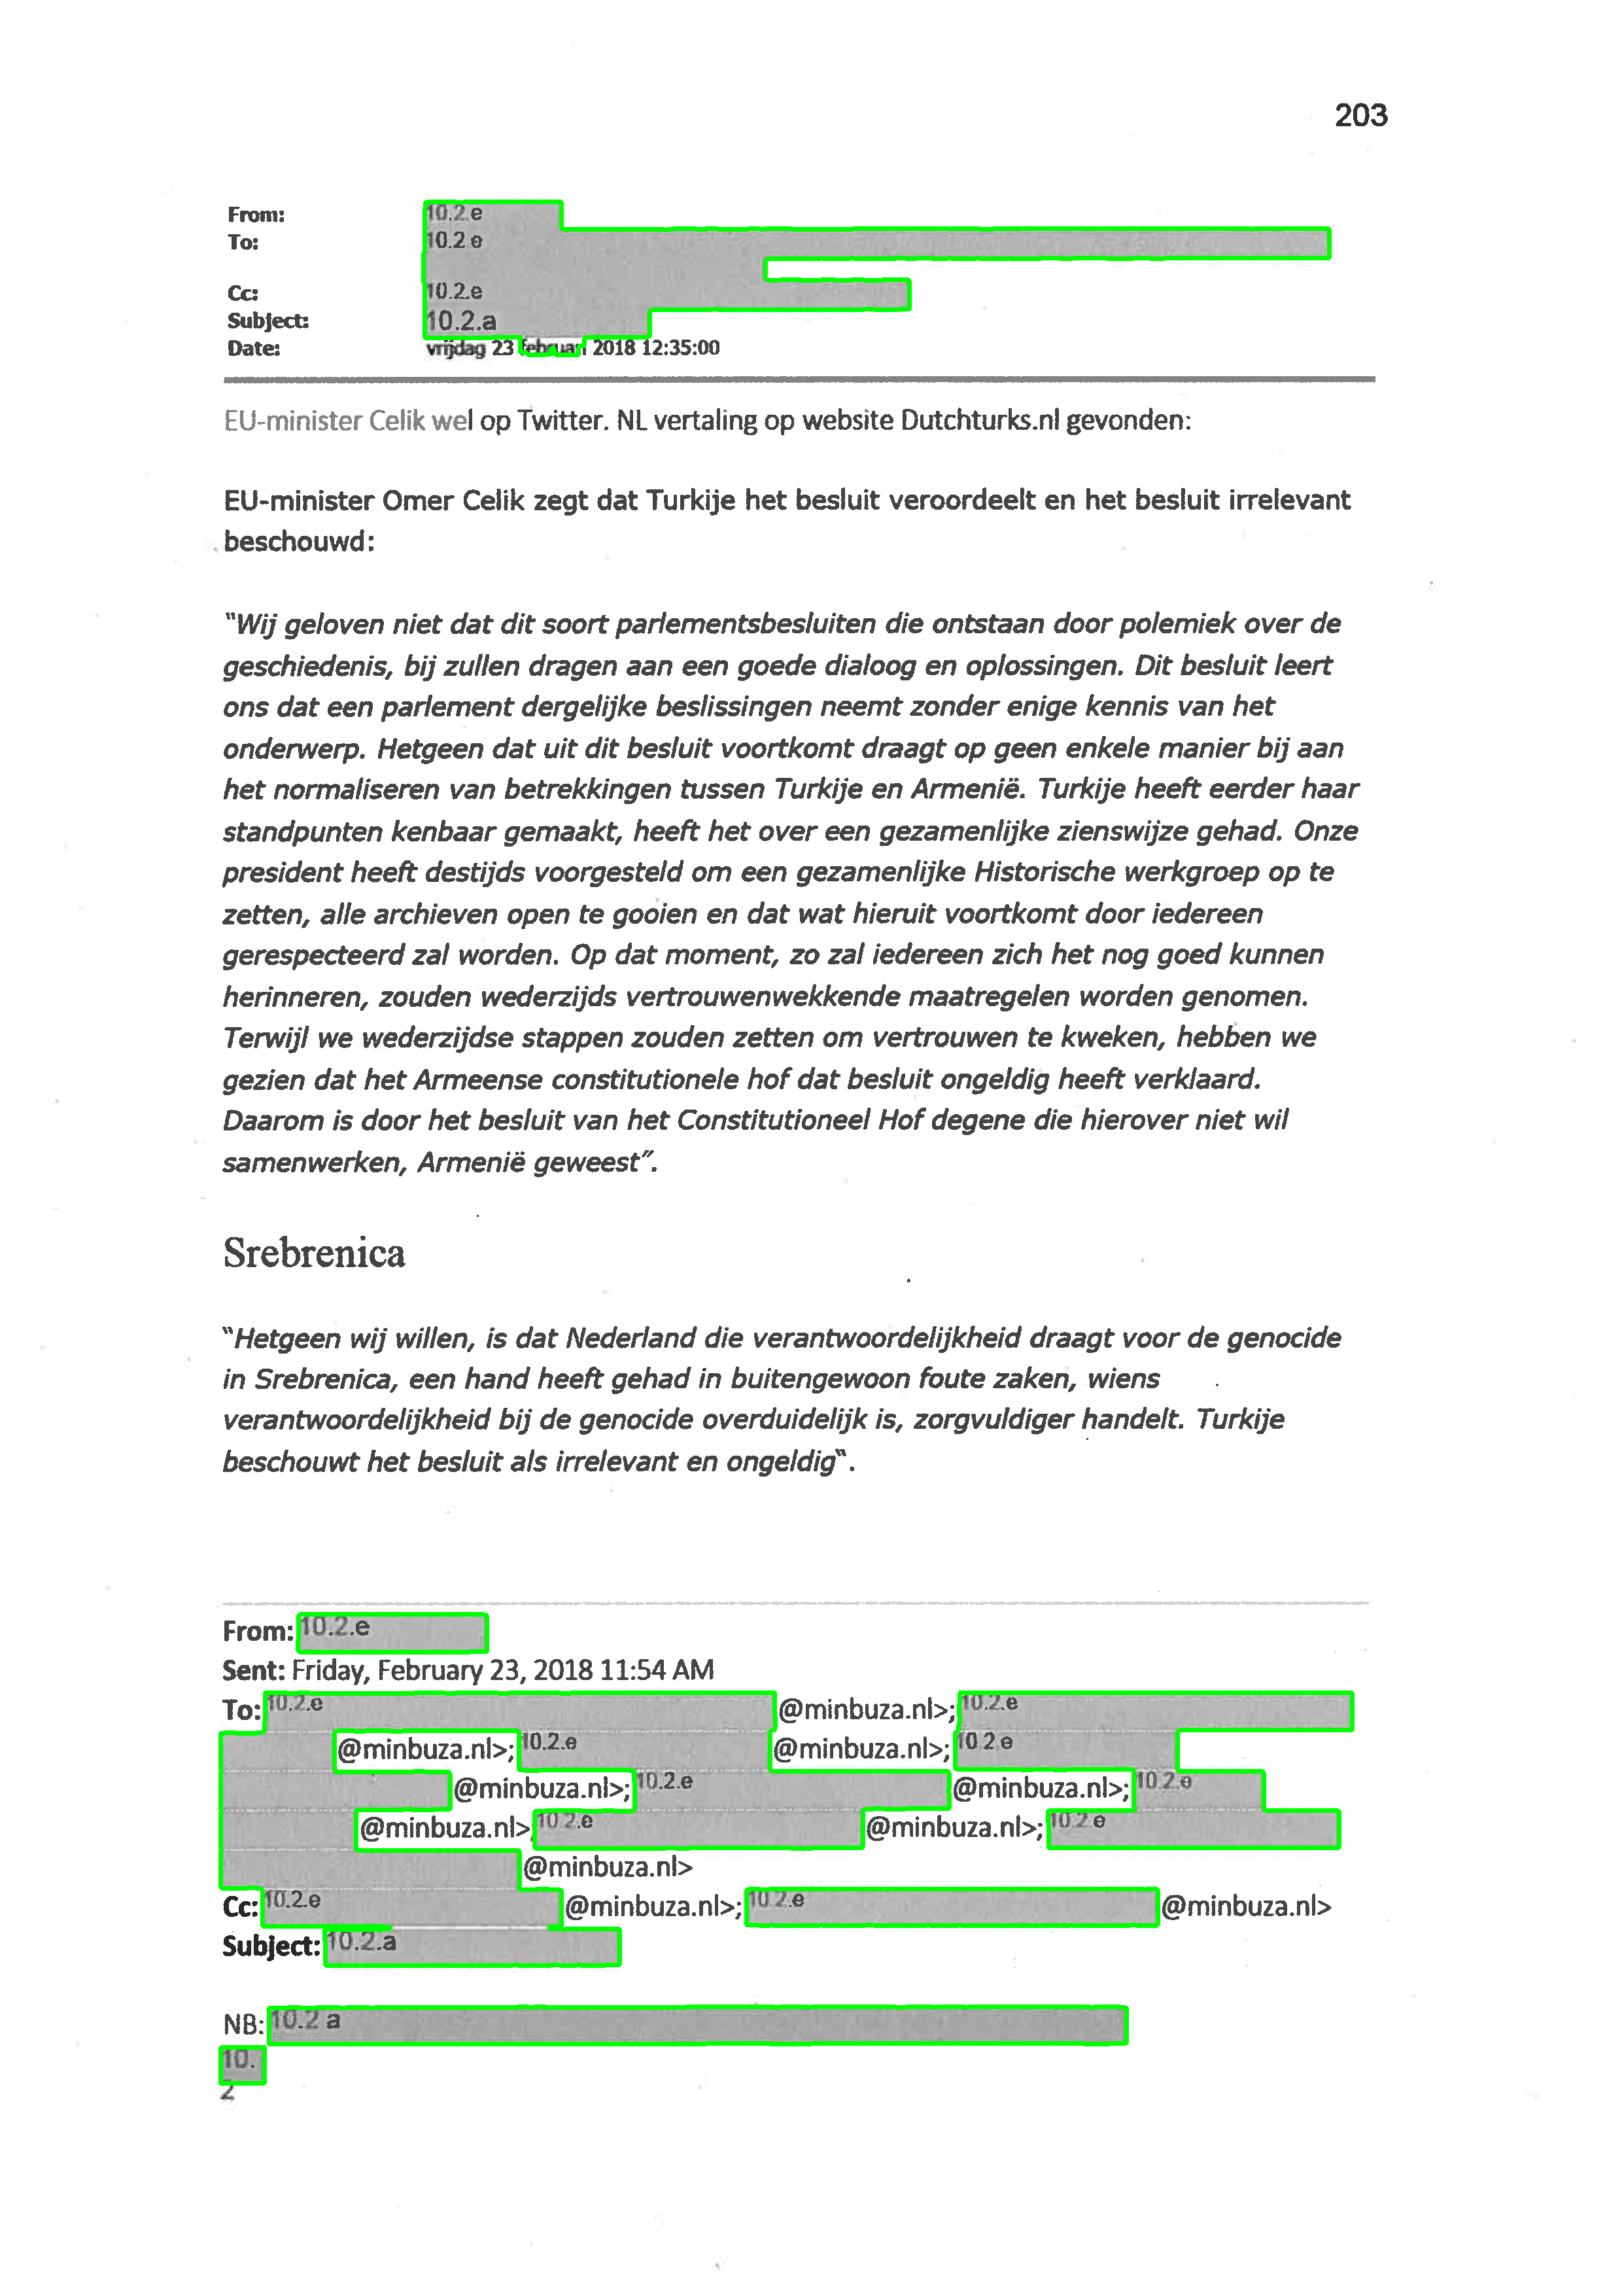 203
From: 10.2.e
To: 10.2 e
Cc: 10.2.e
Subject: 10.2.a
Date: vrijdag 23 februari 2018 12:35:00
EU-minister Celik wel op Twitter. NL vertaling op website Dutchturks.nl gevonden:
EU-minister Omer Celik zegt dat Turkije het besluit veroordeelt en het besluit irrelevant
beschouwd:
"Wij geloven niet dat dit soort parlementsbesluiten die ontstaan door polemiek over de
geschiedenis, bij zullen dragen aan een goede dialoog en oplossingen. Dit besluit leert
ons dat een parlement dergelijke beslissingen neemt zonder enige kennis van het
onderwerp. Hetgeen dat uit dit besluit voortkomt draagt op geen enkele manier bij aan
het normaliseren van betrekkingen tussen Turkije en Armenië. Turkije heeft eerder haar
standpunten kenbaar gemaakt, heeft het over een gezamenlijke zienswijze gehad. Onze
president heeft destijds voorgesteld om een gezamenlijke Historische werkgroep op te
zetten, alle archieven open te gooien en dat wat hieruit voortkomt door iedereen
gerespecteerd zal worden. Op dat moment, zo zal iedereen zich het nog goed kunnen
herinneren, zouden wederzijds vertrouwenwekkende maatregelen worden genomen.
Terwijl we wederzijdse stappen zouden zetten om vertrouwen te kweken, hebben we
gezien dat het Armeense constitutionele hof dat besluit ongeldig heeft verklaard.
Daarom is door het besluit van het Constitutioneel Hof degene die hierover niet wil
samenwerken, Armenië geweest".
Srebrenica
"Hetgeen wij willen, is dat Nederland die verantwoordelijkheid draagt voor de genocide
in Srebrenica, een hand heeft gehad in buitengewoon foute zaken, wiens
verantwoordelijkheid bij de genocide overduidelijk is, zorgvuldiger handelt. Turkije
beschouwt het besluit als irrelevant en ongeldig".
From: 10.2.e
Sent: Friday, February 23, 2018 11:54 AM
To: 10.2.e @minbuza.nl>; 10.2.e
@minbuza.nl>; 10.2.e @minbuza.nl>; 10 2 e
@minbuza.nl>; 10.2.e @minbuza.nl>; 10.2.e
@minbuza.nl> 10 2.e @minbuza.nl>; 10 2 e
@minbuza.nl>
Cc: 10.2.e @minbuza.nl>; 10 2.e @minbuza.nl>
Subject: 10.2.a
NB: 10.2 a
10.
2